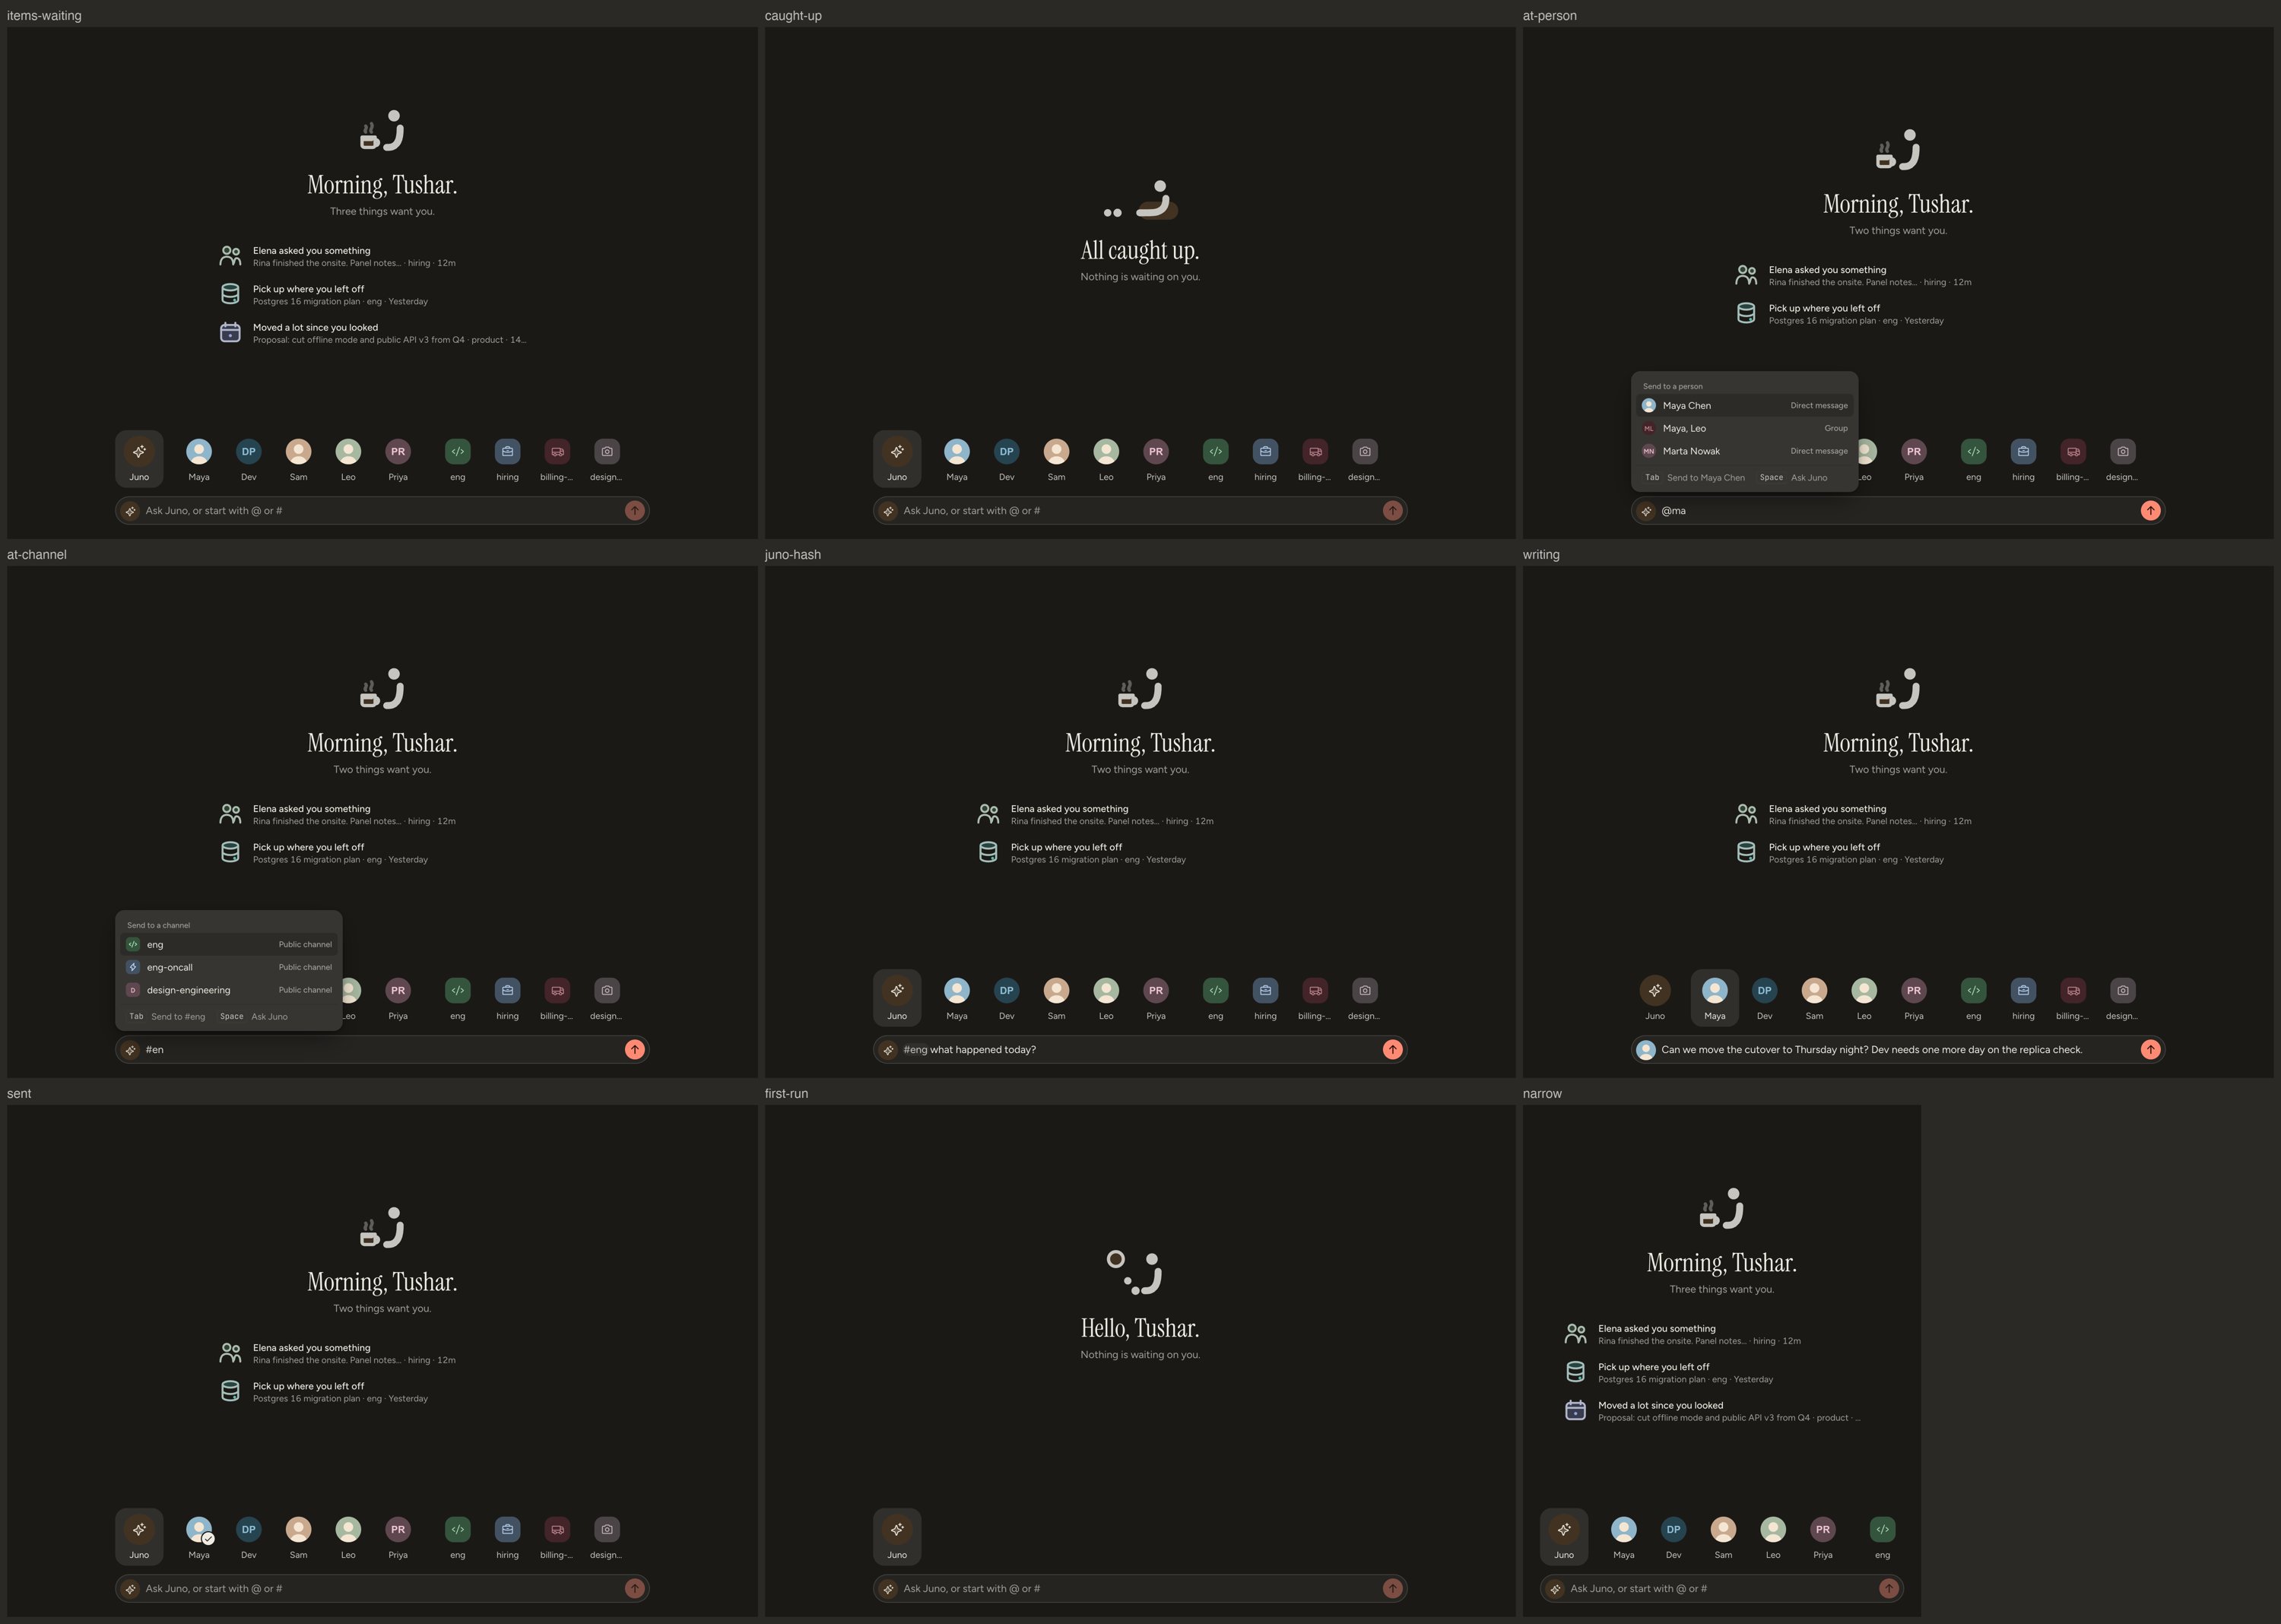 items-waiting
Morning, Tushar.
Three things want you.
Elena asked you something
Rina finished the onsite. Panel notes... · hiring · 12m
Pick up where you left off
Postgres 16 migration plan · eng · Yesterday
Moved a lot since you looked
Proposal: cut offline mode and public API v3 from Q4 · product · 14...
DP PR
Juno Maya Dev Sam Leo Priya eng hiring billing-... design...
Ask Juno, or start with @ or #
caught-up
All caught up.
Nothing is waiting on you.
DP PR
Juno Maya Dev Sam Leo Priya eng hiring billing-... design...
Ask Juno, or start with @ or #
at-person
Morning, Tushar.
Two things want you.
Elena asked you something
Rina finished the onsite. Panel notes... · hiring · 12m
Pick up where you left off
Postgres 16 migration plan · eng · Yesterday
Send to a person
Maya Chen Direct message
ML Maya, Leo Group
MN Marta Nowak Direct message
Tab Send to Maya Chen Space Ask Juno
PR
Leo Priya eng hiring billing-... design...
@ma
at-channel
Morning, Tushar.
Two things want you.
Elena asked you something
Rina finished the onsite. Panel notes... · hiring · 12m
Pick up where you left off
Postgres 16 migration plan · eng · Yesterday
Send to a channel
eng Public channel
eng-oncall Public channel
D design-engineering Public channel
Tab Send to #eng Space Ask Juno
PR
Leo Priya eng hiring billing-... design...
#en
juno-hash
Morning, Tushar.
Two things want you.
Elena asked you something
Rina finished the onsite. Panel notes... · hiring · 12m
Pick up where you left off
Postgres 16 migration plan · eng · Yesterday
DP PR
Juno Maya Dev Sam Leo Priya eng hiring billing-... design...
#eng what happened today?
writing
Morning, Tushar.
Two things want you.
Elena asked you something
Rina finished the onsite. Panel notes... · hiring · 12m
Pick up where you left off
Postgres 16 migration plan · eng · Yesterday
DP PR
Juno Maya Dev Sam Leo Priya eng hiring billing-... design...
Can we move the cutover to Thursday night? Dev needs one more day on the replica check.
sent
Morning, Tushar.
Two things want you.
Elena asked you something
Rina finished the onsite. Panel notes... · hiring · 12m
Pick up where you left off
Postgres 16 migration plan · eng · Yesterday
DP PR
Juno Maya Dev Sam Leo Priya eng hiring billing-... design...
Ask Juno, or start with @ or #
first-run
Hello, Tushar.
Nothing is waiting on you.
Juno
Ask Juno, or start with @ or #
narrow
Morning, Tushar.
Three things want you.
Elena asked you something
Rina finished the onsite. Panel notes... · hiring · 12m
Pick up where you left off
Postgres 16 migration plan · eng · Yesterday
Moved a lot since you looked
Proposal: cut offline mode and public API v3 from Q4 · product · ...
DP PR
Juno Maya Dev Sam Leo Priya eng
Ask Juno, or start with @ or #